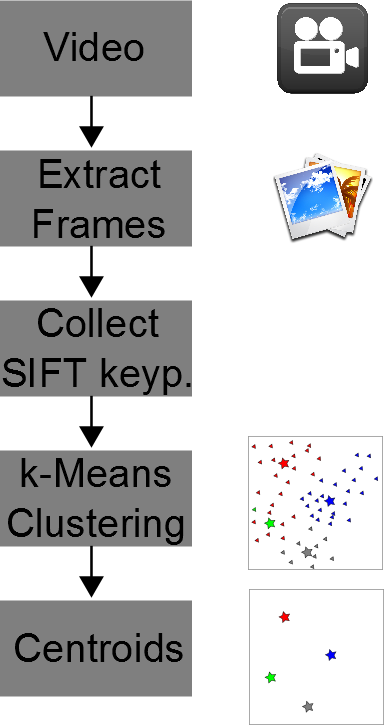 Video
Extract
Frames
Collect
SIFT keyp.
k-Means
Clustering
Centroids